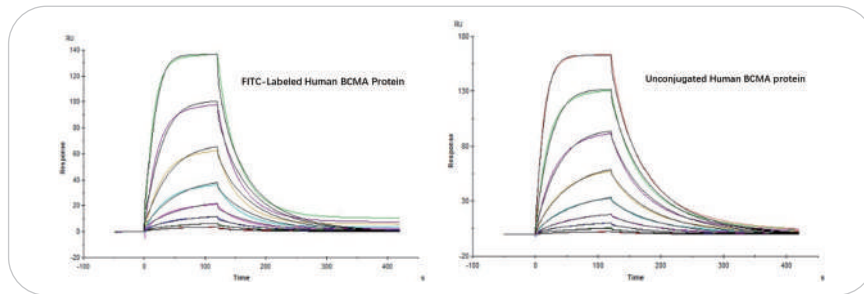 RU
140
120
100
80
60
40
20
0
-20
-100
0
100
200
300
400
500
Response
Time
s
FITC-Labeled Human BCMA Protein
RU
180
130
80
30
-20
-100
0
100
200
300
400
500
Response
Time
s
Unconjugated Human BCMA protein